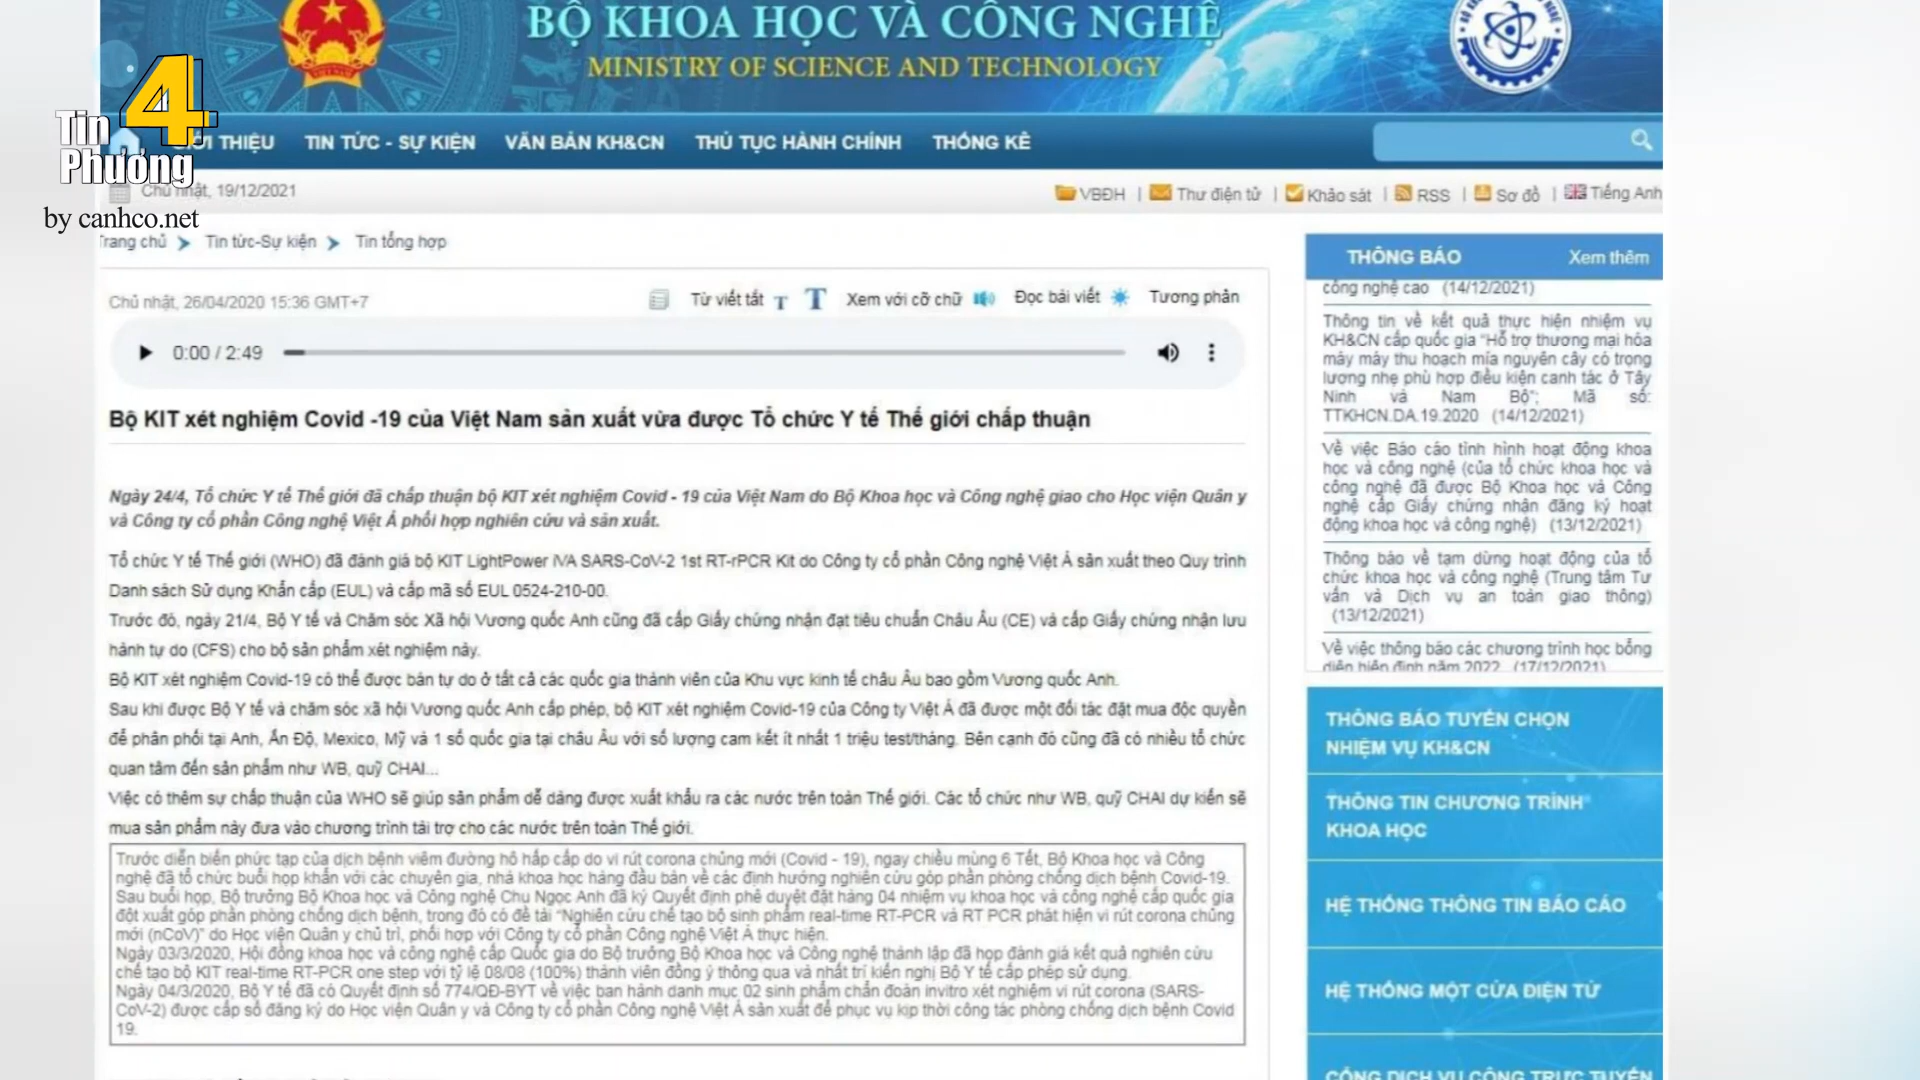 BỘ KHOA HỌC VÀ CÔNG NGHỆ
MINISTRY OF SCIENCE AND TECHNOLOGY
Tin 4 Phương
by canhco.net
THIỆU TIN TỨC - SỰ KIỆN VĂN BẢN KH&CN THỦ TỤC HÀNH CHÍNH THỐNG KÊ
Chủ nhật, 19/12/2021
VBĐH | Thư điện tử | Khảo sát | RSS | Sơ đồ | Tiếng Anh
Trang chủ Tin tức-Sự kiện Tin tổng hợp
Chủ nhật, 26/04/2020 15:36 GMT+7
Từ viết tắt T T Xem với cỡ chữ Đọc bài viết Tương phản
0:00 / 2:49
Bộ KIT xét nghiệm Covid -19 của Việt Nam sản xuất vừa được Tổ chức Y tế Thế giới chấp thuận
Ngày 24/4, Tổ chức Y tế Thế giới đã chấp thuận bộ KIT xét nghiệm Covid - 19 của Việt Nam do Bộ Khoa học và Công nghệ giao cho Học viện Quân y
và Công ty cổ phần Công nghệ Việt Á phối hợp nghiên cứu và sản xuất.
Tổ chức Y tế Thế giới (WHO) đã đánh giá bộ KIT LightPower iVA SARS-CoV-2 1st RT-rPCR Kit do Công ty cổ phần Công nghệ Việt Á sản xuất theo Quy trình
Danh sách Sử dụng Khẩn cấp (EUL) và cấp mã số EUL 0524-210-00.
Trước đó, ngày 21/4, Bộ Y tế và Chăm sóc Xã hội Vương quốc Anh cũng đã cấp Giấy chứng nhận đạt tiêu chuẩn Châu Âu (CE) và cấp Giấy chứng nhận lưu
hành tự do (CFS) cho bộ sản phẩm xét nghiệm này.
Bộ KIT xét nghiệm Covid-19 có thể được bán tự do ở tất cả các quốc gia thành viên của Khu vực kinh tế châu Âu bao gồm Vương quốc Anh.
Sau khi được Bộ Y tế và chăm sóc xã hội Vương quốc Anh cấp phép, bộ KIT xét nghiệm Covid-19 của Công ty Việt Á đã được một đối tác đặt mua độc quyền
để phân phối tại Anh, Ấn Độ, Mexico, Mỹ và 1 số quốc gia tại châu Âu với số lượng cam kết ít nhất 1 triệu test/tháng. Bên cạnh đó cũng đã có nhiều tổ chức
quan tâm đến sản phẩm như WB, quỹ CHAI...
Việc có thêm sự chấp thuận của WHO sẽ giúp sản phẩm dễ dàng được xuất khẩu ra các nước trên toàn Thế giới. Các tổ chức như WB, quỹ CHAI dự kiến sẽ
mua sản phẩm này đưa vào chương trình tài trợ cho các nước trên toàn Thế giới.
Trước diễn biến phức tạp của dịch bệnh viêm đường hô hấp cấp do vi rút corona chủng mới (Covid - 19), ngay chiều mùng 6 Tết, Bộ Khoa học và Công
nghệ đã tổ chức buổi họp khẩn với các chuyên gia, nhà khoa học hàng đầu bàn về các định hướng nghiên cứu góp phần phòng chống dịch bệnh Covid-19.
Sau buổi họp, Bộ trưởng Bộ Khoa học và Công nghệ Chu Ngọc Anh đã ký Quyết định phê duyệt đặt hàng 04 nhiệm vụ khoa học và công nghệ cấp quốc gia
đột xuất góp phần phòng chống dịch bệnh, trong đó có đề tài "Nghiên cứu chế tạo bộ sinh phẩm real-time RT-PCR và RT PCR phát hiện vi rút corona chủng
mới (nCoV)" do Học viện Quân y chủ trì, phối hợp với Công ty cổ phần Công nghệ Việt Á thực hiện.
Ngày 03/3/2020, Hội đồng khoa học và công nghệ cấp Quốc gia do Bộ trưởng Bộ Khoa học và Công nghệ thành lập đã họp đánh giá kết quả nghiên cứu
chế tạo bộ KIT real-time RT-PCR one step với tỷ lệ 08/08 (100%) thành viên đồng ý thông qua và nhất trí kiến nghị Bộ Y tế cấp phép sử dụng.
Ngày 04/3/2020, Bộ Y tế đã có Quyết định số 774/QĐ-BYT về việc ban hành danh mục 02 sinh phẩm chẩn đoán invitro xét nghiệm vi rút corona (SARS-
CoV-2) được cấp số đăng ký do Học viện Quân y và Công ty cổ phần Công nghệ Việt Á sản xuất để phục vụ kịp thời công tác phòng chống dịch bệnh Covid
19.
THÔNG BÁO Xem thêm
công nghệ cao (14/12/2021)
Thông tin về kết quả thực hiện nhiệm vụ
KH&CN cấp quốc gia "Hỗ trợ thương mại hóa
máy máy thu hoạch mía nguyên cây có trọng
lượng nhẹ phù hợp điều kiện canh tác ở Tây
Ninh và Nam Bộ"; Mã số:
TTKHCN.DA.19.2020 (14/12/2021)
Về việc Báo cáo tình hình hoạt động khoa
học và công nghệ (của tổ chức khoa học và
công nghệ đã được Bộ Khoa học và Công
nghệ cấp Giấy chứng nhận đăng ký hoạt
động khoa học và công nghệ) (13/12/2021)
Thông báo về tạm dừng hoạt động của tổ
chức khoa học và công nghệ (Trung tâm Tư
vấn và Dịch vụ an toàn giao thông)
(13/12/2021)
Về việc thông báo các chương trình học bổng
diện hiệp định năm 2022 (17/12/2021)
THÔNG BÁO TUYỂN CHỌN
NHIỆM VỤ KH&CN
THÔNG TIN CHƯƠNG TRÌNH
KHOA HỌC
HỆ THỐNG THÔNG TIN BÁO CÁO
HỆ THỐNG MỘT CỬA ĐIỆN TỬ
CỔNG DỊCH VỤ CÔNG TRỰC TUYẾN